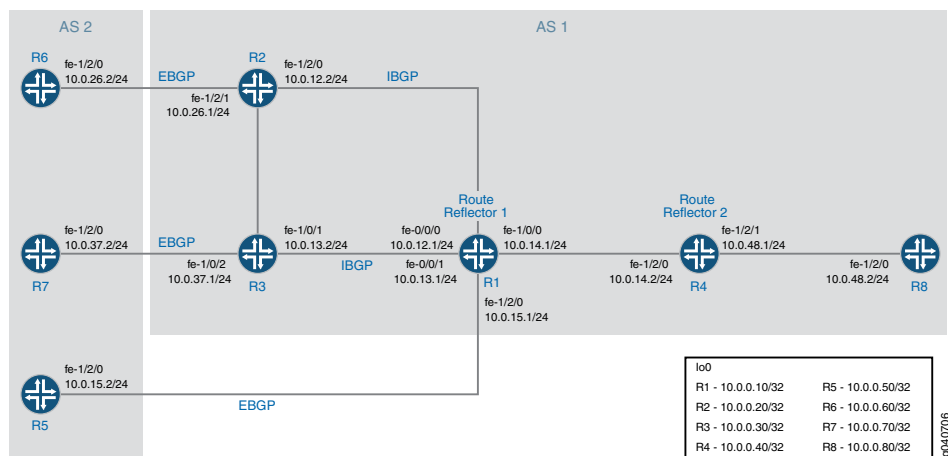 AS 2
AS 1
R6
fe-1/2/0
10.0.26.2/24
EBGP
fe-1/2/1
10.0.26.1/24
R2
fe-1/2/0
10.0.12.2/24
IBGP
R7
fe-1/2/0
10.0.37.2/24
EBGP
fe-1/0/2
10.0.37.1/24
R3
fe-1/0/1
10.0.13.2/24
IBGP
Route
Reflector 1
fe-0/0/0
10.0.12.1/24
fe-0/0/1
10.0.13.1/24
fe-1/0/0
10.0.14.1/24
R1
fe-1/2/0
10.0.15.1/24
Route
Reflector 2
fe-1/2/0
10.0.14.2/24
R4
fe-1/2/1
10.0.48.1/24
fe-1/2/0
10.0.48.2/24
R8
fe-1/2/0
10.0.15.2/24
R5
EBGP
lo0
R1 - 10.0.0.10/32 R5 - 10.0.0.50/32
R2 - 10.0.0.20/32 R6 - 10.0.0.60/32
R3 - 10.0.0.30/32 R7 - 10.0.0.70/32
R4 - 10.0.0.40/32 R8 - 10.0.0.80/32